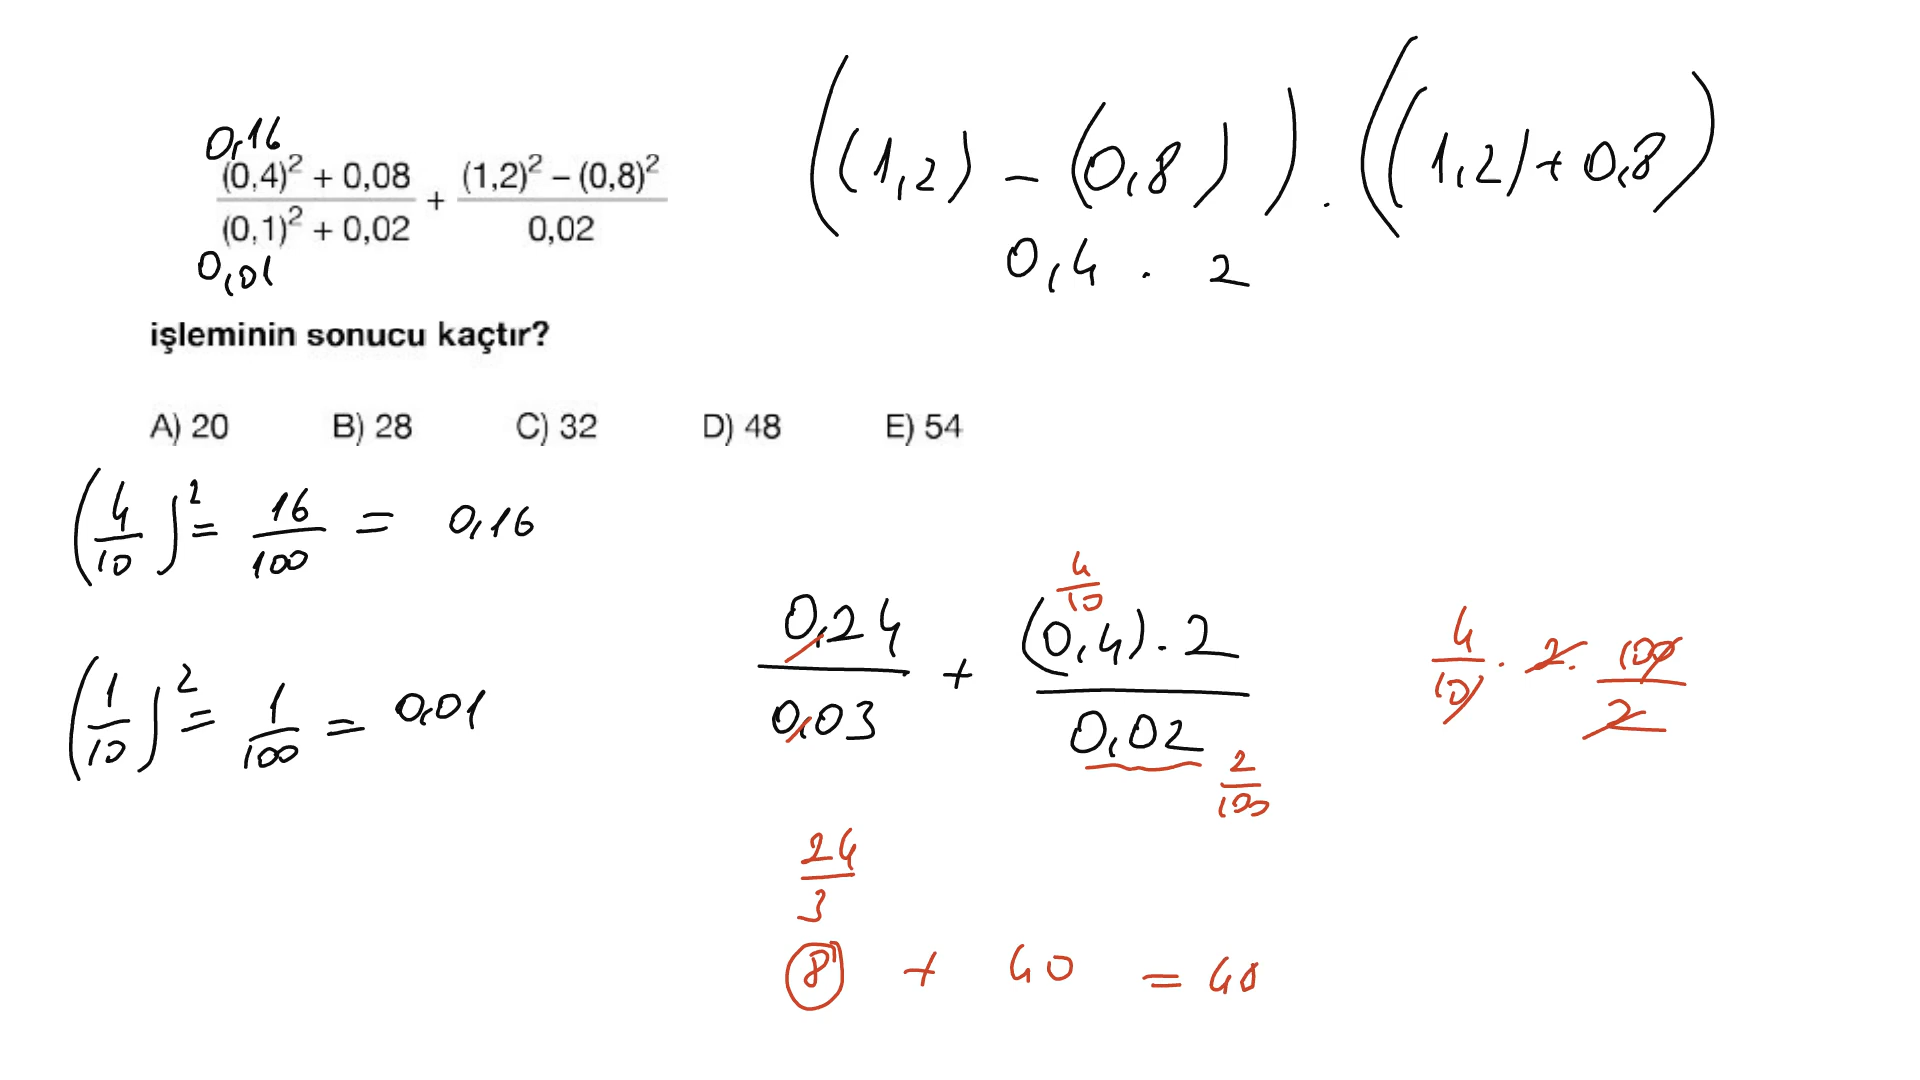 0,16
(0,4)² + 0,08 / (0,1)² + 0,02 + (1,2)² – (0,8)² / 0,02
0,01
işleminin sonucu kaçtır?
A) 20 B) 28 C) 32 D) 48 E) 54
((1,2) - (0,8)) . ((1,2) + 0,8)
0,4 . 2
(4/10)² = 16/100 = 0,16
(1/10)² = 1/100 = 0,01
4/10
0,24 / 0,03 + (0,4) . 2 / 0,02
2/100
4/10 . 2 . 100/2
24/3
8 + 40 = 48